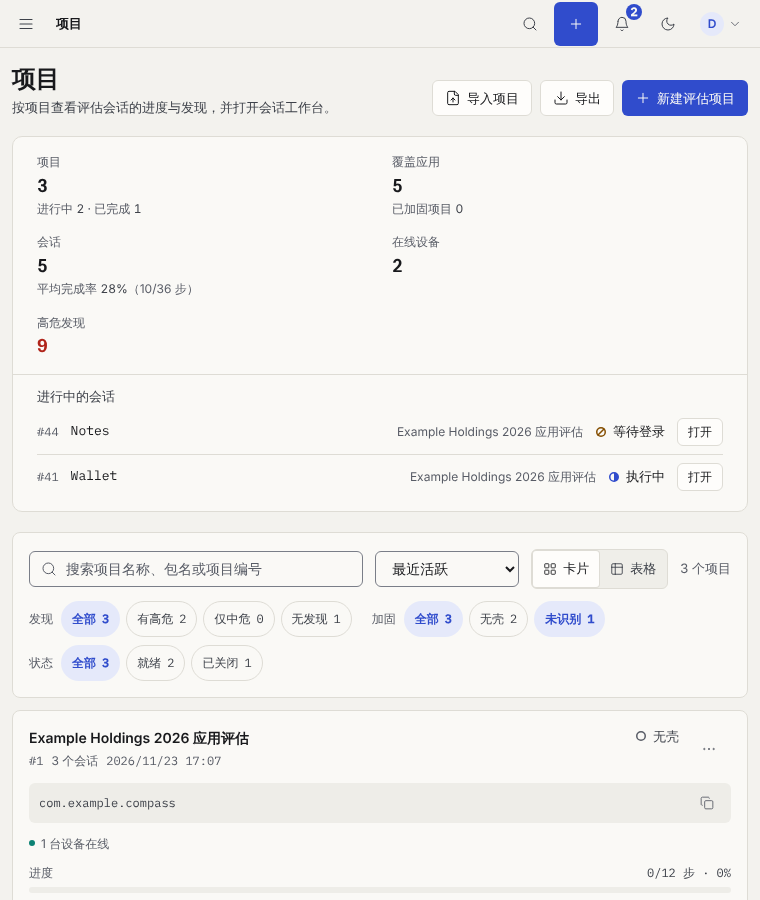 项目
2
D
项目
按项目查看评估会话的进度与发现，并打开会话工作台。
导入项目
导出
新建评估项目
项目
3
进行中 2 · 已完成 1
覆盖应用
5
已加固项目 0
会话
5
平均完成率 28%（10/36 步）
在线设备
2
高危发现
9
进行中的会话
#44 Notes Example Holdings 2026 应用评估 等待登录 打开
#41 Wallet Example Holdings 2026 应用评估 执行中 打开
搜索项目名称、包名或项目编号 最近活跃 卡片 表格 3 个项目
发现 全部 3 有高危 2 仅中危 0 无发现 1 加固 全部 3 无壳 2 未识别 1
状态 全部 3 就绪 2 已关闭 1
Example Holdings 2026 应用评估 无壳
#1 3 个会话 2026/11/23 17:07
com.example.compass
1 台设备在线
进度 0/12 步 · 0%